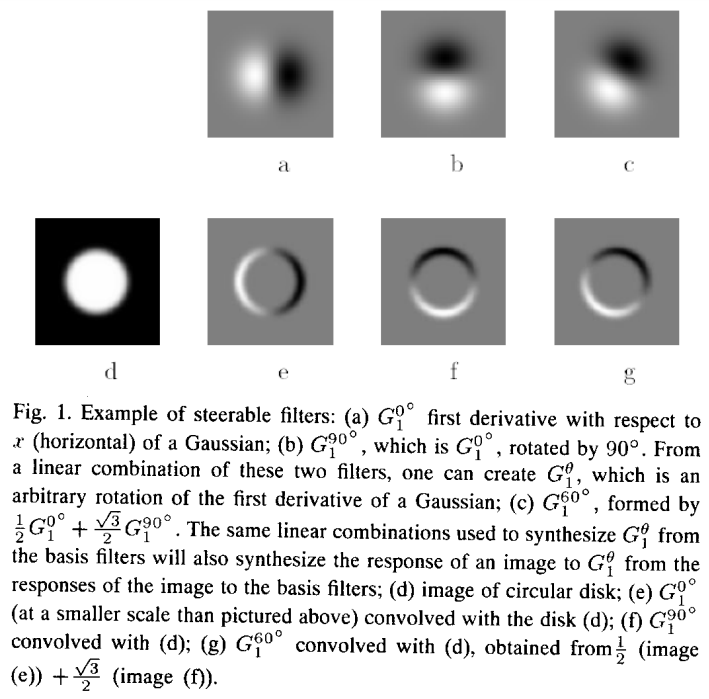 a b c
d e f g
Fig. 1. Example of steerable filters: (a) G₁^0° first derivative with respect to
x (horizontal) of a Gaussian; (b) G₁^90°, which is G₁^0°, rotated by 90°. From
a linear combination of these two filters, one can create G₁^θ, which is an
arbitrary rotation of the first derivative of a Gaussian; (c) G₁^60°, formed by
½ G₁^0° + √3/2 G₁^90°. The same linear combinations used to synthesize G₁^θ from
the basis filters will also synthesize the response of an image to G₁^θ from the
responses of the image to the basis filters; (d) image of circular disk; (e) G₁^0°
(at a smaller scale than pictured above) convolved with the disk (d); (f) G₁^90°
convolved with (d); (g) G₁^60° convolved with (d), obtained from ½ (image
(e)) + √3/2 (image (f)).